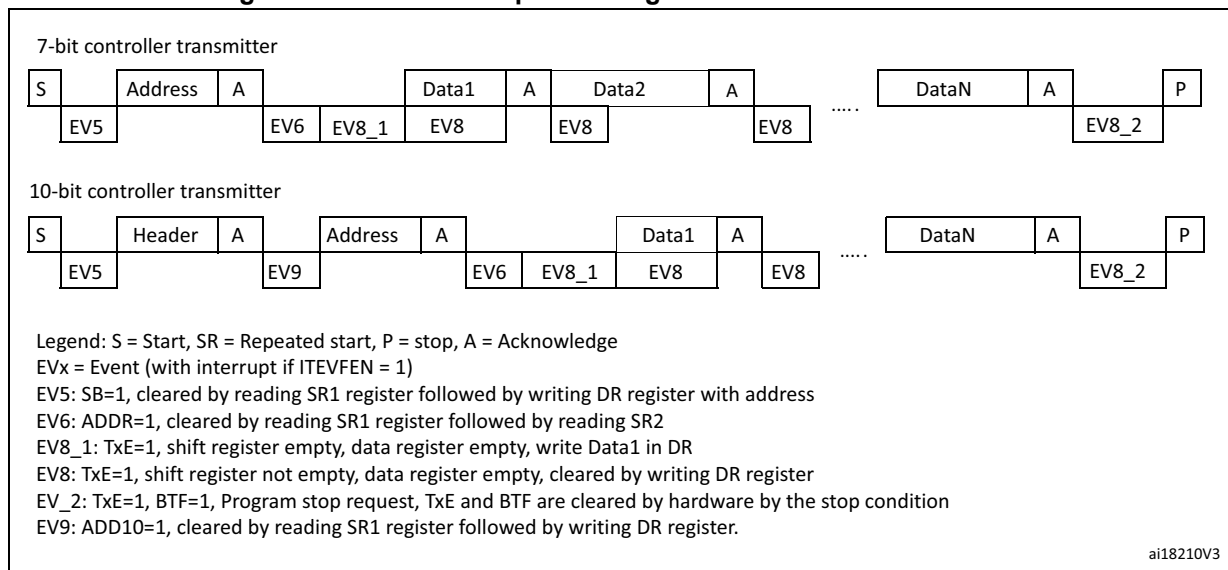 7-bit controller transmitter
S Address A Data1 A Data2 A ..... DataN A P
EV5 EV6 EV8_1 EV8 EV8 EV8 EV8_2
10-bit controller transmitter
S Header A Address A Data1 A ..... DataN A P
EV5 EV9 EV6 EV8_1 EV8 EV8 EV8_2
Legend: S = Start, SR = Repeated start, P = stop, A = Acknowledge
EVx = Event (with interrupt if ITEVFEN = 1)
EV5: SB=1, cleared by reading SR1 register followed by writing DR register with address
EV6: ADDR=1, cleared by reading SR1 register followed by reading SR2
EV8_1: TxE=1, shift register empty, data register empty, write Data1 in DR
EV8: TxE=1, shift register not empty, data register empty, cleared by writing DR register
EV_2: TxE=1, BTF=1, Program stop request, TxE and BTF are cleared by hardware by the stop condition
EV9: ADD10=1, cleared by reading SR1 register followed by writing DR register.
ai18210V3